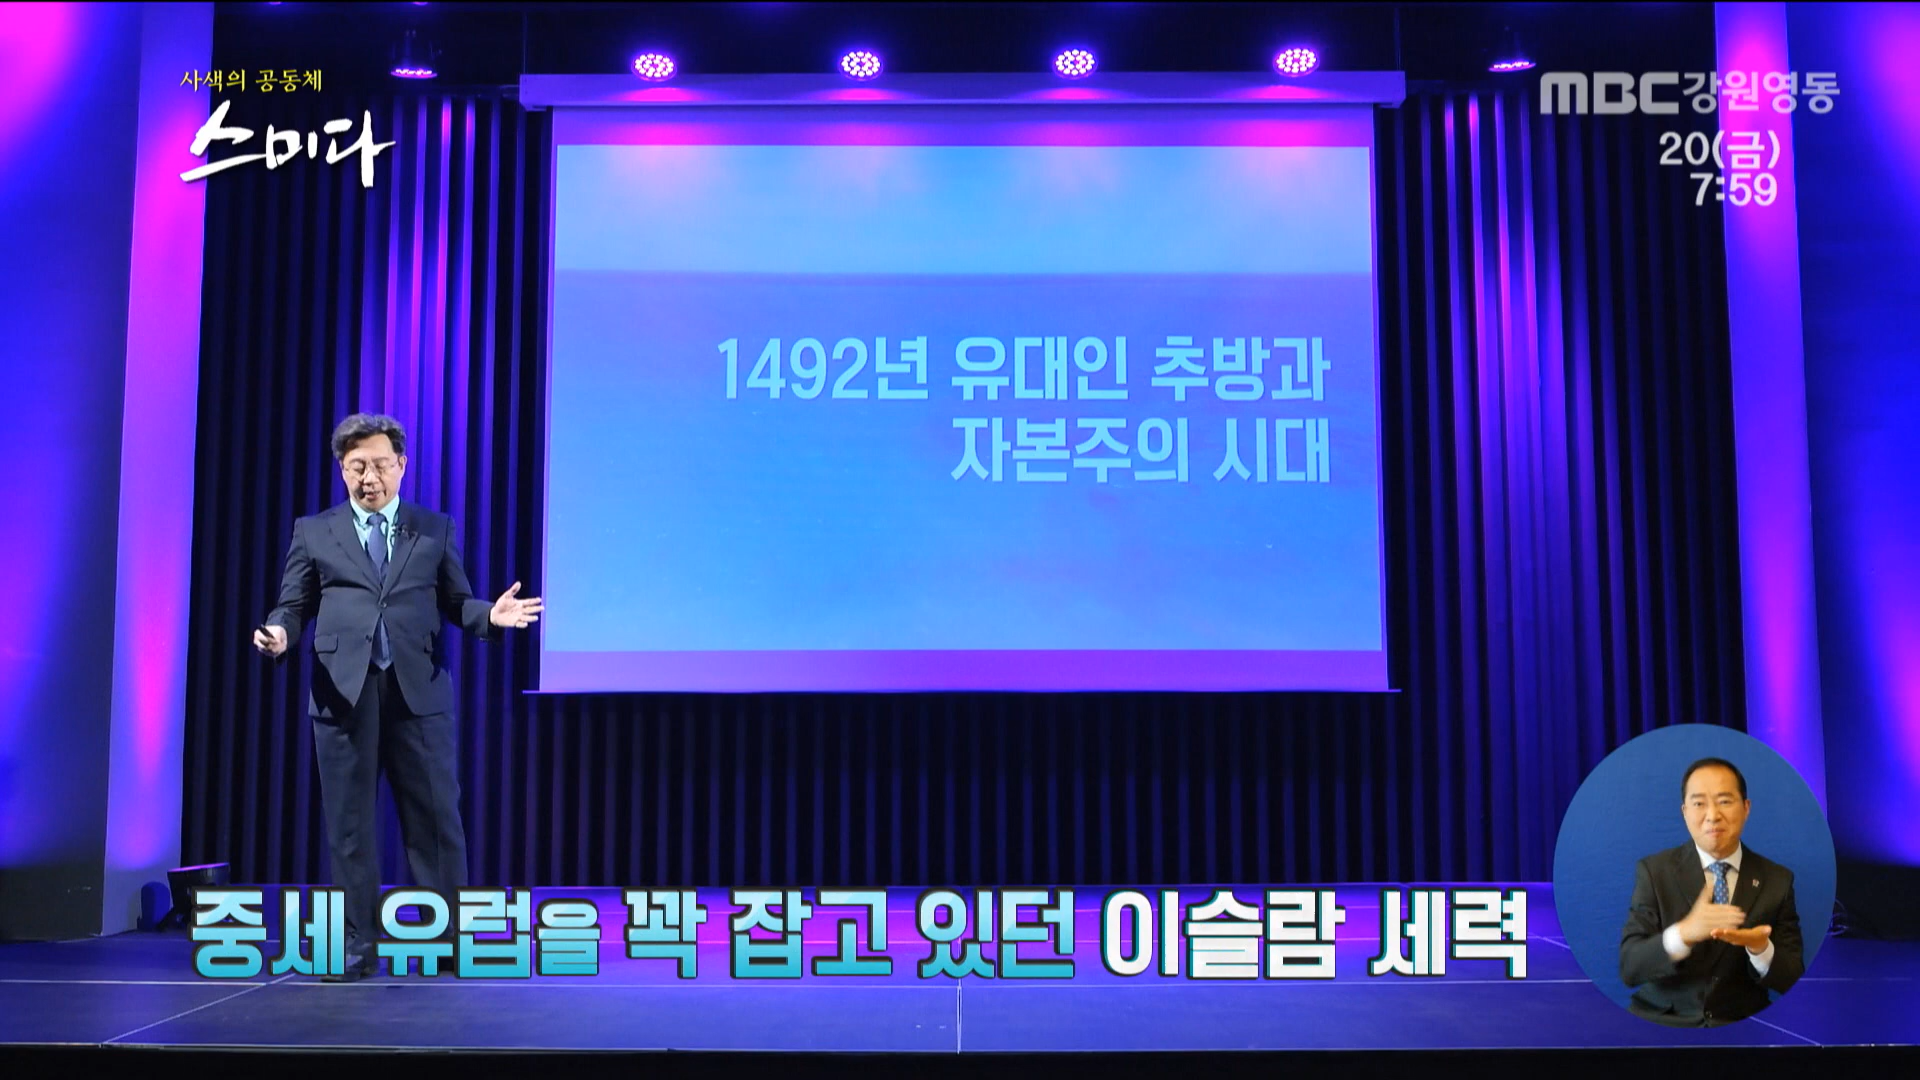 사색의 공동체
스미다
MBC강원영동
20(금)
7:59
1492년 유대인 추방과
자본주의 시대
중세 유럽을 꽉 잡고 있던 이슬람 세력